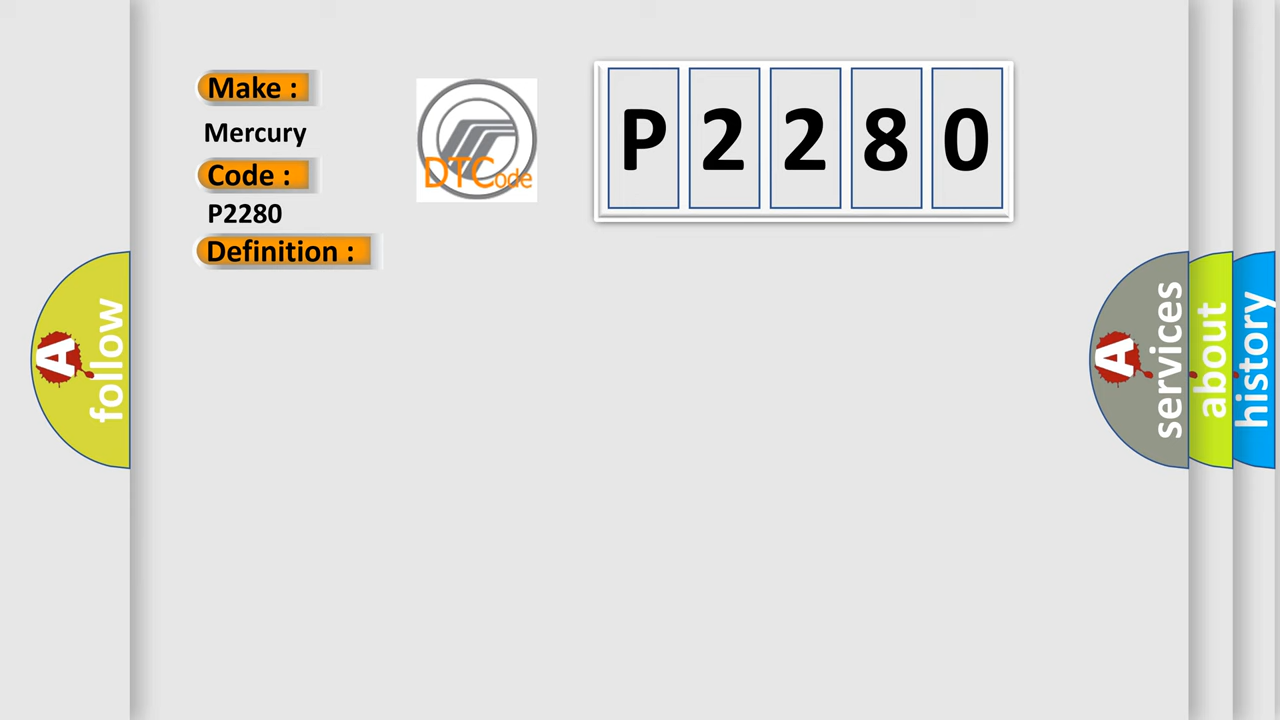 Make :
Mercury
Code :
P2280
Definition :
DTCode
P 2 2 8 0
A follow
A services
about
history